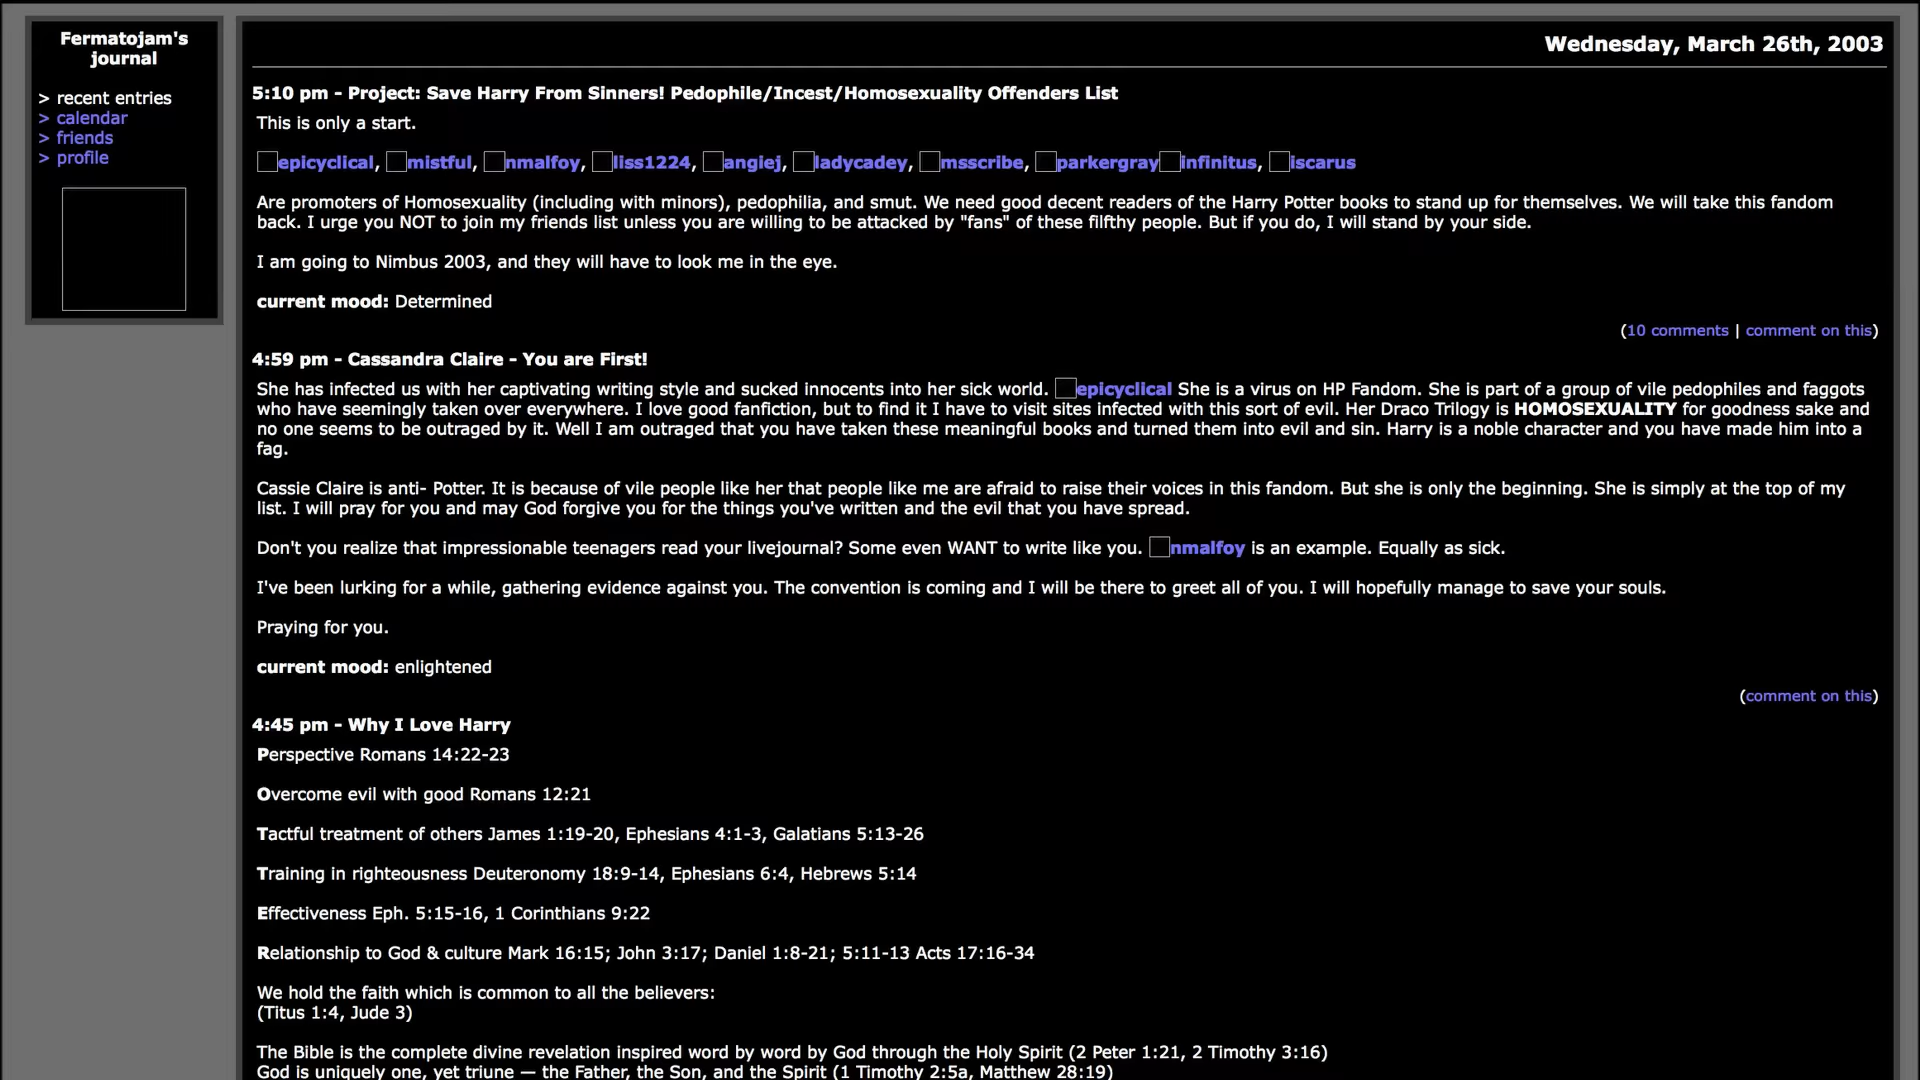 Fermatojam's
journal
> recent entries
> calendar
> friends
> profile
Wednesday, March 26th, 2003
5:10 pm - Project: Save Harry From Sinners! Pedophile/Incest/Homosexuality Offenders List
This is only a start.
epicyclical, mistful, nmalfoy, liss1224, angiej, ladycadey, msscribe, parkergray infinitus, iscarus
Are promoters of Homosexuality (including with minors), pedophilia, and smut. We need good decent readers of the Harry Potter books to stand up for themselves. We will take this fandom
back. I urge you NOT to join my friends list unless you are willing to be attacked by "fans" of these filfthy people. But if you do, I will stand by your side.
I am going to Nimbus 2003, and they will have to look me in the eye.
current mood: Determined
(10 comments | comment on this)
4:59 pm - Cassandra Claire - You are First!
She has infected us with her captivating writing style and sucked innocents into her sick world. epicyclical She is a virus on HP Fandom. She is part of a group of vile pedophiles and faggots
who have seemingly taken over everywhere. I love good fanfiction, but to find it I have to visit sites infected with this sort of evil. Her Draco Trilogy is HOMOSEXUALITY for goodness sake and
no one seems to be outraged by it. Well I am outraged that you have taken these meaningful books and turned them into evil and sin. Harry is a noble character and you have made him into a
fag.
Cassie Claire is anti- Potter. It is because of vile people like her that people like me are afraid to raise their voices in this fandom. But she is only the beginning. She is simply at the top of my
list. I will pray for you and may God forgive you for the things you've written and the evil that you have spread.
Don't you realize that impressionable teenagers read your livejournal? Some even WANT to write like you. nmalfoy is an example. Equally as sick.
I've been lurking for a while, gathering evidence against you. The convention is coming and I will be there to greet all of you. I will hopefully manage to save your souls.
Praying for you.
current mood: enlightened
(comment on this)
4:45 pm - Why I Love Harry
Perspective Romans 14:22-23
Overcome evil with good Romans 12:21
Tactful treatment of others James 1:19-20, Ephesians 4:1-3, Galatians 5:13-26
Training in righteousness Deuteronomy 18:9-14, Ephesians 6:4, Hebrews 5:14
Effectiveness Eph. 5:15-16, 1 Corinthians 9:22
Relationship to God & culture Mark 16:15; John 3:17; Daniel 1:8-21; 5:11-13 Acts 17:16-34
We hold the faith which is common to all the believers:
(Titus 1:4, Jude 3)
The Bible is the complete divine revelation inspired word by word by God through the Holy Spirit (2 Peter 1:21, 2 Timothy 3:16)
God is uniquely one, yet triune — the Father, the Son, and the Spirit (1 Timothy 2:5a, Matthew 28:19)